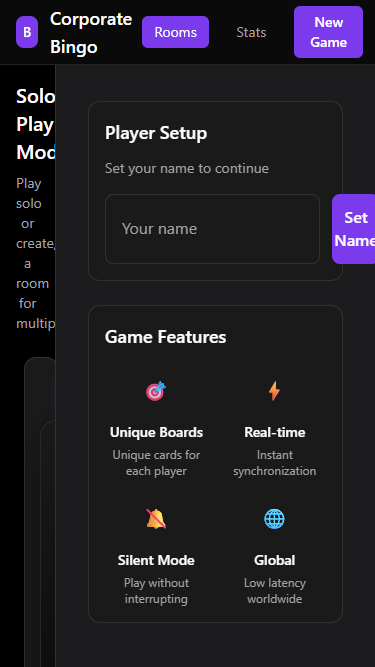 B
Corporate
Bingo
Rooms
Stats
New
Game
Solo
Play
Mod
Play
solo
or
create,
a
room
for
multip
Player Setup
Set your name to continue
Your name
Set
Name
Game Features
Unique Boards
Unique cards for
each player
Real-time
Instant
synchronization
Silent Mode
Play without
interrupting
Global
Low latency
worldwide